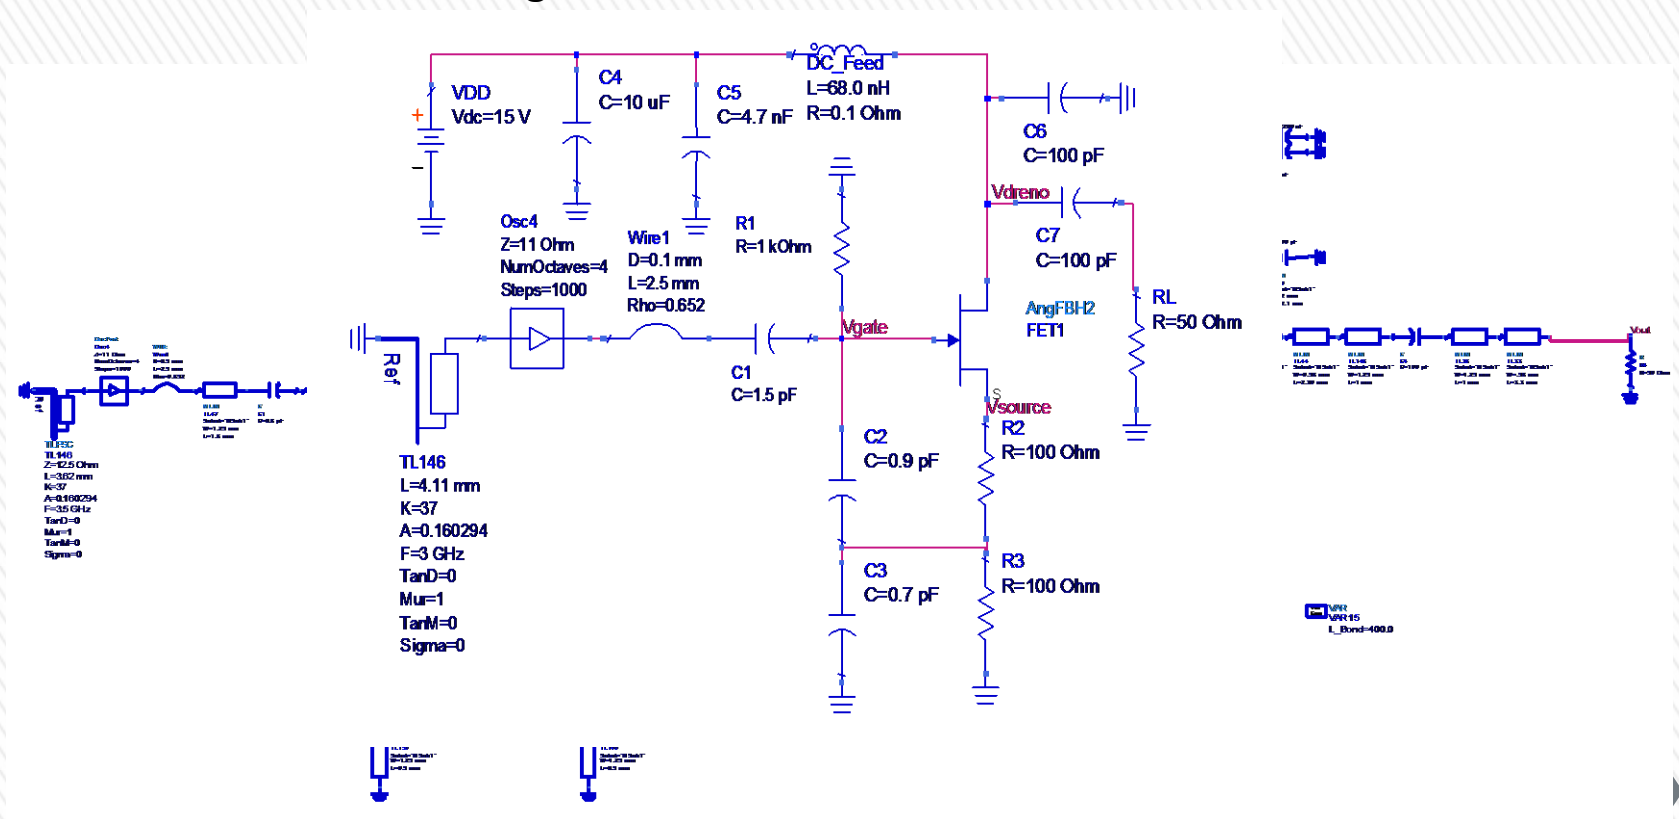 VDD
Vdc=15 V
C4
C=10 uF
C5
C=4.7 nF
DC_Feed
L=68.0 nH
R=0.1 Ohm
C6
C=100 pF
Vdreno
C7
C=100 pF
RL
R=50 Ohm
Osc4
Z=11 Ohm
NumOctaves=4
Steps=1000
Wire1
D=0.1 mm
L=2.5 mm
Rho=0.652
R1
R=1 kOhm
Vgate
AngFBH2
FET1
C1
C=1.5 pF
S
Vsource
R2
R=100 Ohm
C2
C=0.9 pF
R3
R=100 Ohm
C3
C=0.7 pF
Ref
TL146
L=4.11 mm
K=37
A=0.160294
F=3 GHz
TanD=0
Mur=1
TanM=0
Sigma=0
TL146
Z=12.5 Ohm
L=3.62 mm
K=37
A=0.160294
F=3.5 GHz
TanD=0
Mur=1
TanM=0
Sigma=0
Vout
VAR
VAR15
L_Bond=400.0